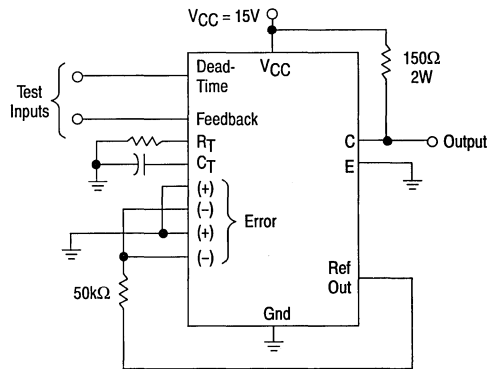 VCC = 15V
Test
Inputs
Dead-
Time
VCC
150Ω
2W
Feedback
RT
CT
C
Output
E
(+)
(–)
(+)
(–)
Error
50kΩ
Ref
Out
Gnd